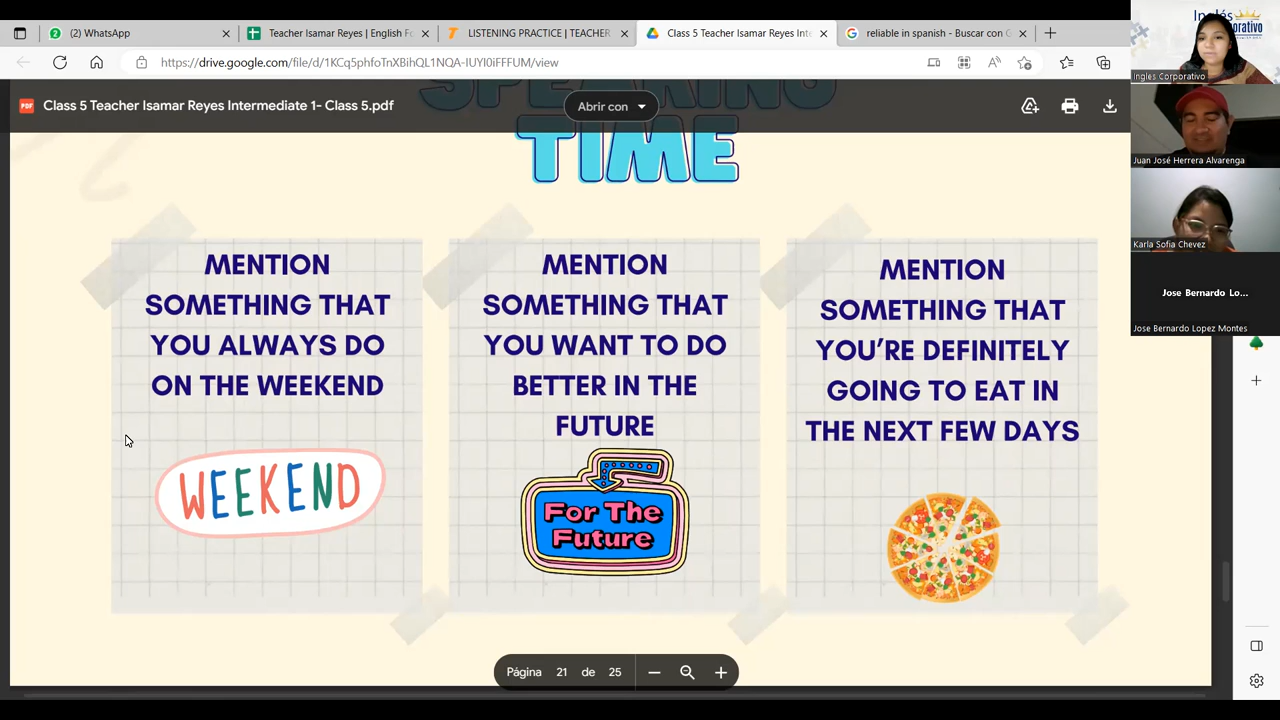 (2) WhatsApp
Teacher Isamar Reyes | English Fo
LISTENING PRACTICE | TEACHER
Class 5 Teacher Isamar Reyes Inte
reliable in spanish - Buscar con G
https://drive.google.com/file/d/1KCq5phfoTnXBihQL1NQA-IUYI0iFFFUM/view
Class 5 Teacher Isamar Reyes Intermediate 1- Class 5.pdf
Abrir con
SPEAKING
TIME
MENTION
SOMETHING THAT
YOU ALWAYS DO
ON THE WEEKEND
WEEKEND
MENTION
SOMETHING THAT
YOU WANT TO DO
BETTER IN THE
FUTURE
For The
Future
MENTION
SOMETHING THAT
YOU'RE DEFINITELY
GOING TO EAT IN
THE NEXT FEW DAYS
Página 21 de 25
Inglés
Ingles Corporativo
Juan José Herrera Alvarenga
Karla Sofia Chevez
Jose Bernardo Lo...
Jose Bernardo Lopez Montes